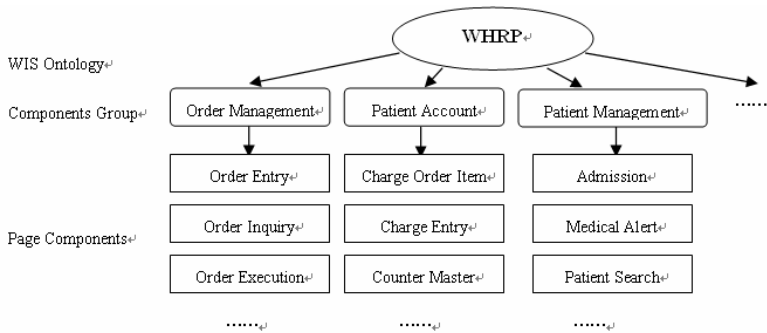 WHRP
WIS Ontology
Components Group
Order Management
Patient Account
Patient Management
......
Order Entry
Charge Order Item
Admission
Page Components
Order Inquiry
Charge Entry
Medical Alert
Order Execution
Counter Master
Patient Search
......
......
......